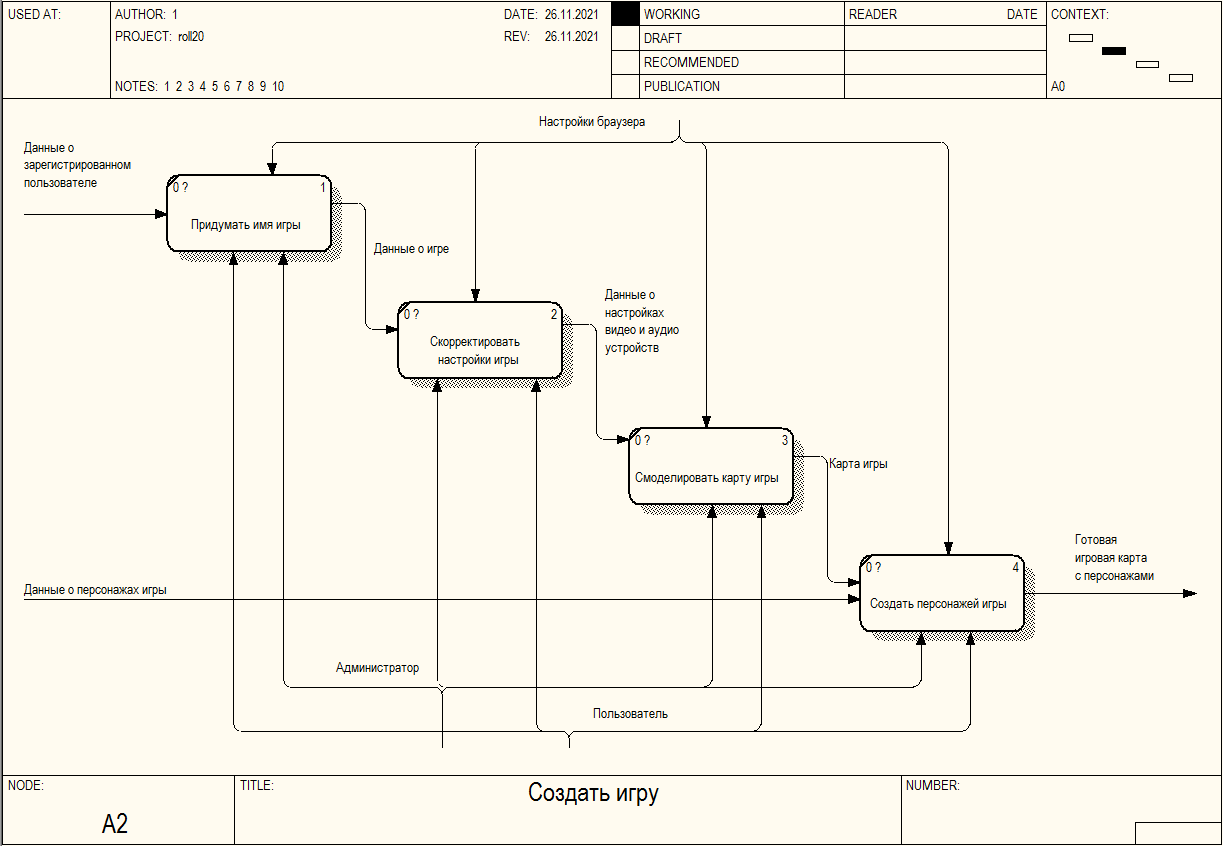 USED AT:
AUTHOR: 1
DATE: 26.11.2021
PROJECT: roll20
REV: 26.11.2021
NOTES: 1 2 3 4 5 6 7 8 9 10
WORKING
DRAFT
RECOMMENDED
PUBLICATION
READER
DATE
CONTEXT:
A0
Настройки браузера
Данные о
зарегистрированном
пользователе
0 ?
1
Придумать имя игры
Данные о игре
0 ?
2
Скорректировать
настройки игры
Данные о
настройках
видео и аудио
устройств
0 ?
3
Смоделировать карту игры
Карта игры
Готовая
игровая карта
с персонажами
0 ?
4
Создать персонажей игры
Данные о персонажах игры
Администратор
Пользователь
NODE:
A2
TITLE:
Создать игру
NUMBER: